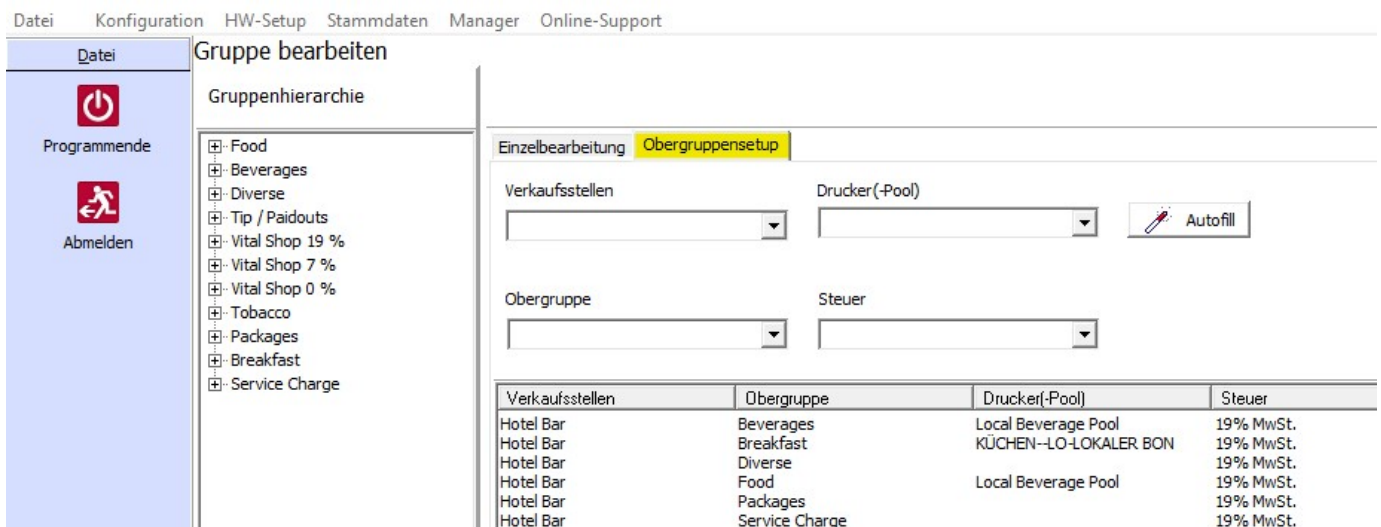 Datei Konfiguration HW-Setup Stammdaten Manager Online-Support
Datei
Programmende
Abmelden
Gruppe bearbeiten
Gruppenhierarchie
Food
Beverages
Diverse
Tip / Paidouts
Vital Shop 19 %
Vital Shop 7 %
Vital Shop 0 %
Tobacco
Packages
Breakfast
Service Charge
Einzelbearbeitung Obergruppensetup
Verkaufsstellen Drucker(-Pool)
Autofill
Obergruppe Steuer
Verkaufsstellen Obergruppe Drucker(-Pool) Steuer
Hotel Bar Beverages Local Beverage Pool 19% MwSt.
Hotel Bar Breakfast KÜCHEN--LO-LOKALER BON 19% MwSt.
Hotel Bar Diverse 19% MwSt.
Hotel Bar Food Local Beverage Pool 19% MwSt.
Hotel Bar Packages 19% MwSt.
Hotel Bar Service Charge 19% MwSt.